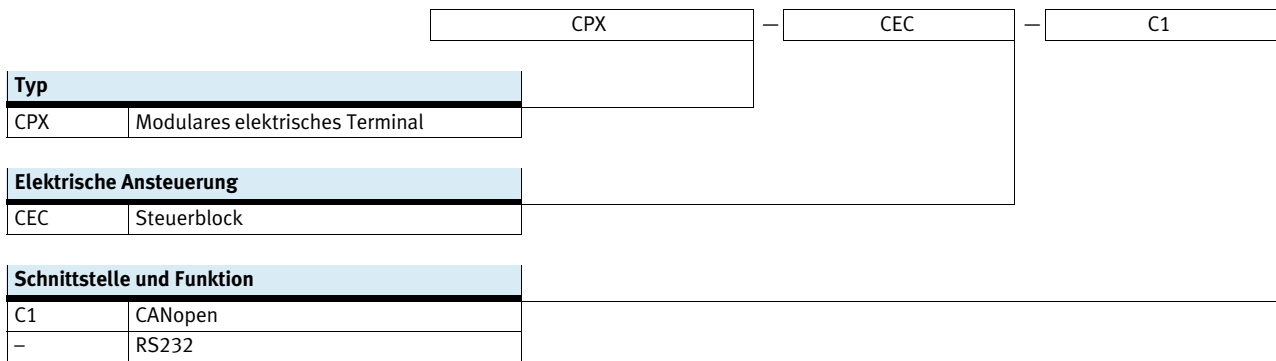 CPX – CEC – C1
Typ
CPX Modulares elektrisches Terminal
Elektrische Ansteuerung
CEC Steuerblock
Schnittstelle und Funktion
C1 CANopen
– RS232